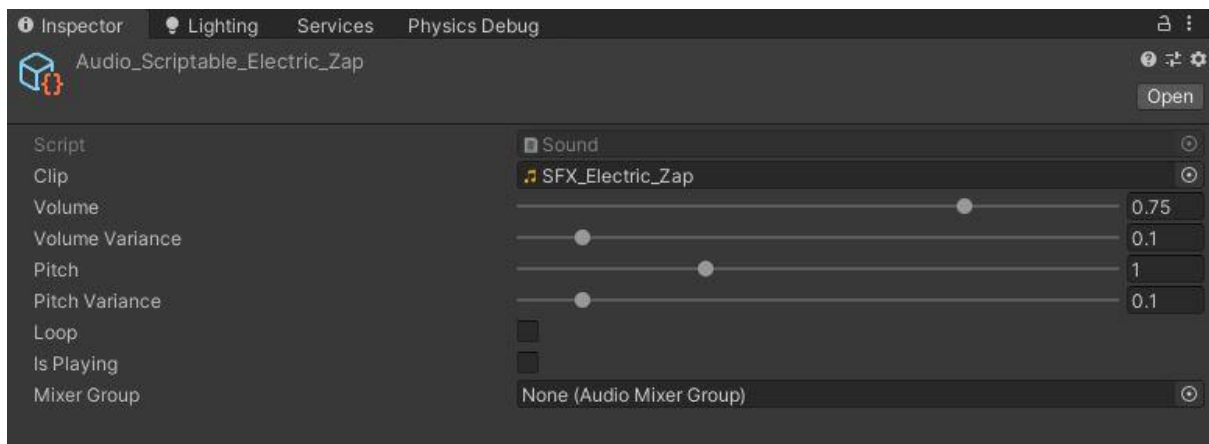 Inspector Lighting Services Physics Debug
Audio_Scriptable_Electric_Zap
Open
Script Sound
Clip SFX_Electric_Zap
Volume 0.75
Volume Variance 0.1
Pitch 1
Pitch Variance 0.1
Loop
Is Playing
Mixer Group None (Audio Mixer Group)